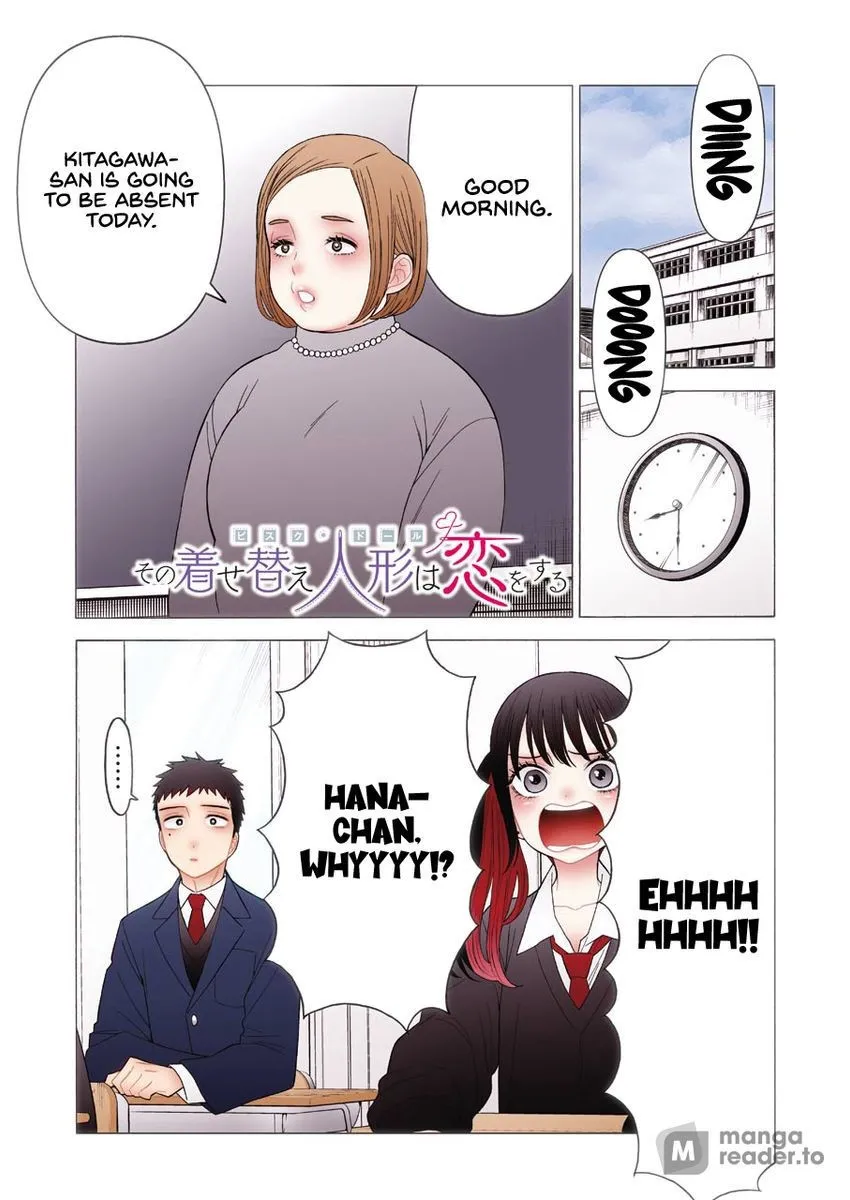 DIIING
DOOONG
GOOD
MORNING.
KITAGAWA-
SAN IS GOING
TO BE ABSENT
TODAY.
ビスク・ドール
その着せ替え人形は恋をする
EHHHH
HHHH!!
HANA-
CHAN,
WHYYYY!?
......
M manga
reader.to